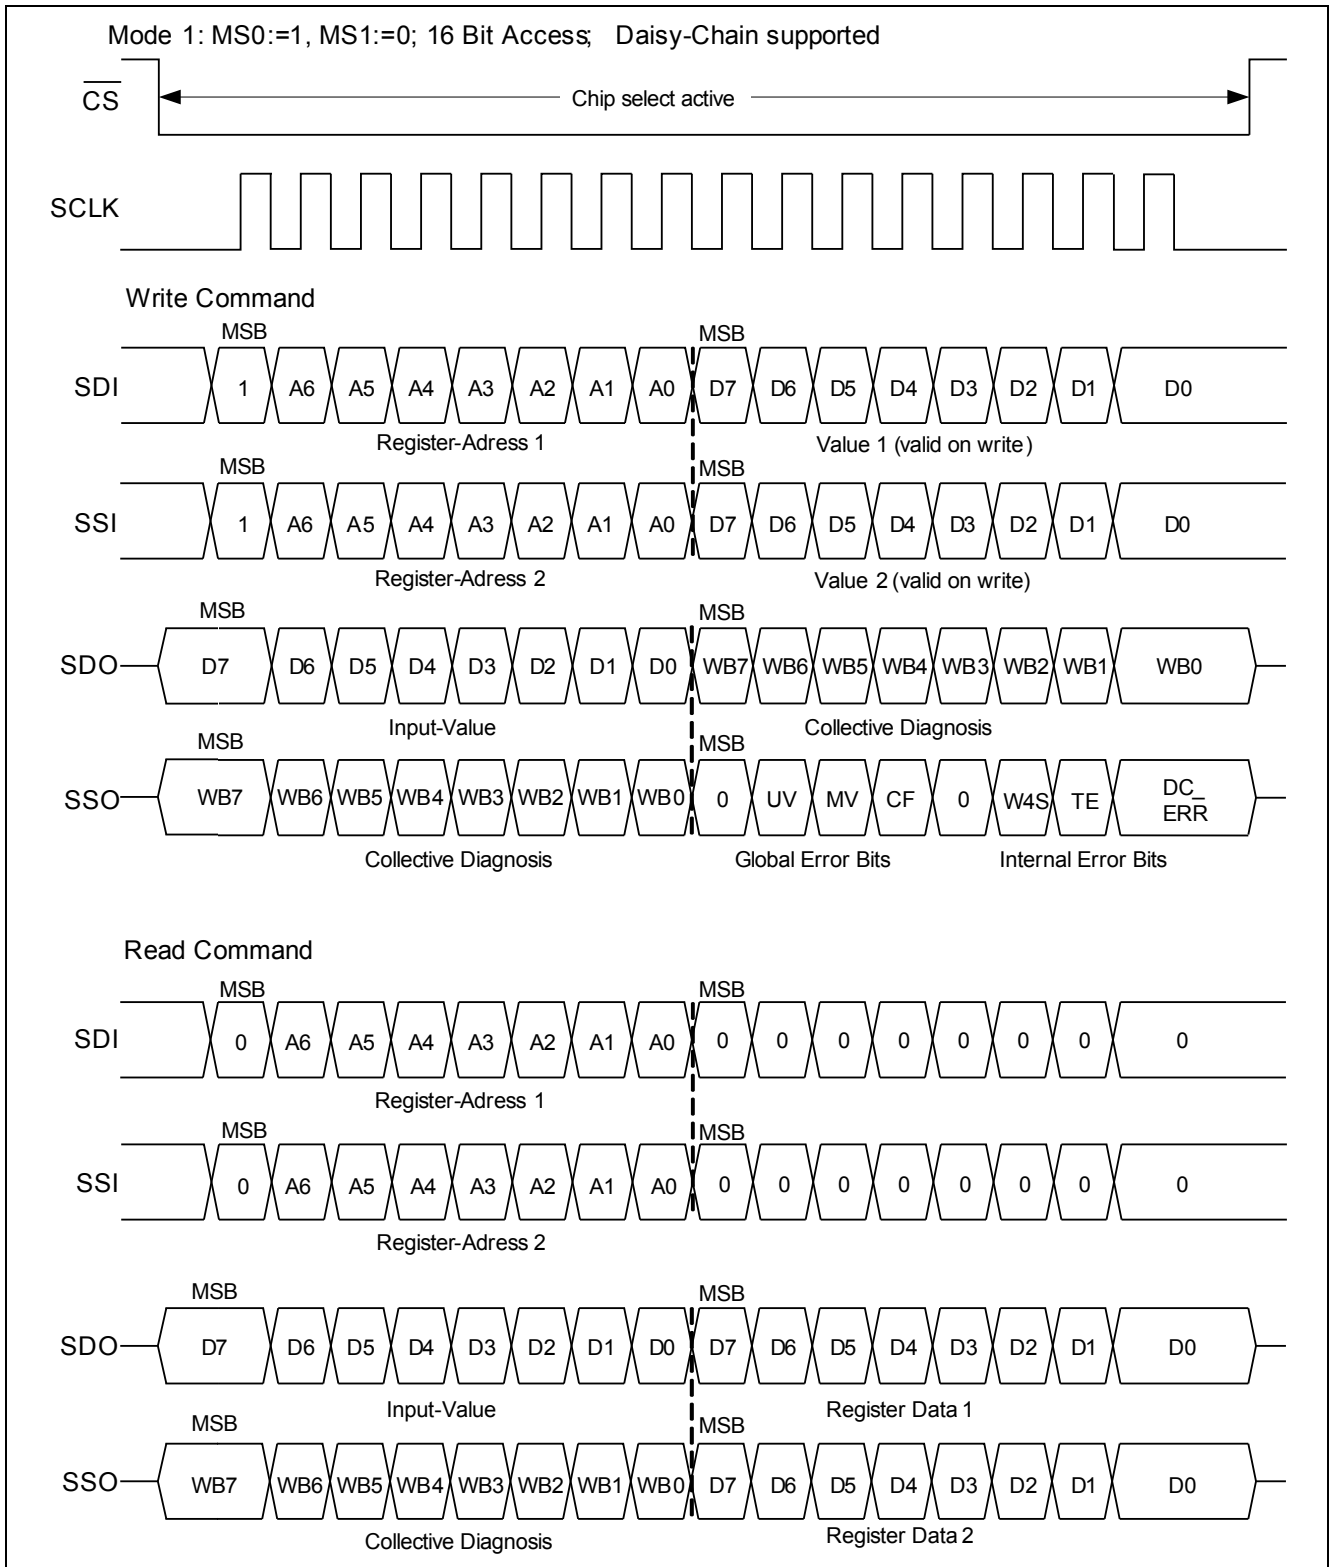 Mode 1: MS0:=1, MS1:=0; 16 Bit Access; Daisy-Chain supported
CS
Chip select active
SCLK
Write Command
MSB MSB
SDI 1 A6 A5 A4 A3 A2 A1 A0 D7 D6 D5 D4 D3 D2 D1 D0
Register-Adress 1 Value 1 (valid on write)
MSB MSB
SSI 1 A6 A5 A4 A3 A2 A1 A0 D7 D6 D5 D4 D3 D2 D1 D0
Register-Adress 2 Value 2 (valid on write)
MSB MSB
SDO D7 D6 D5 D4 D3 D2 D1 D0 WB7 WB6 WB5 WB4 WB3 WB2 WB1 WB0
Input-Value Collective Diagnosis
MSB MSB
SSO WB7 WB6 WB5 WB4 WB3 WB2 WB1 WB0 0 UV MV CF 0 W4S TE DC_
ERR
Collective Diagnosis Global Error Bits Internal Error Bits
Read Command
MSB MSB
SDI 0 A6 A5 A4 A3 A2 A1 A0 0 0 0 0 0 0 0 0
Register-Adress 1
MSB MSB
SSI 0 A6 A5 A4 A3 A2 A1 A0 0 0 0 0 0 0 0 0
Register-Adress 2
MSB MSB
SDO D7 D6 D5 D4 D3 D2 D1 D0 D7 D6 D5 D4 D3 D2 D1 D0
Input-Value Register Data 1
MSB MSB
SSO WB7 WB6 WB5 WB4 WB3 WB2 WB1 WB0 D7 D6 D5 D4 D3 D2 D1 D0
Collective Diagnosis Register Data 2